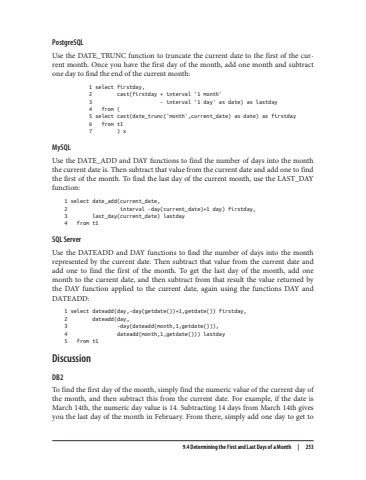 PostgreSQL
Use the DATE_TRUNC function to truncate the current date to the first of the cur-
rent month. Once you have the first day of the month, add one month and subtract
one day to find the end of the current month:
1 select firstday,
2        cast(firstday + interval '1 month'
3                      - interval '1 day' as date) as lastday
4   from (
5 select cast(date_trunc('month',current_date) as date) as firstday
6   from t1
7        ) x
MySQL
Use the DATE_ADD and DAY functions to find the number of days into the month
the current date is. Then subtract that value from the current date and add one to find
the first of the month. To find the last day of the current month, use the LAST_DAY
function:
1 select date_add(current_date,
2                 interval -day(current_date)+1 day) firstday,
3        last_day(current_date) lastday
4   from t1
SQL Server
Use the DATEADD and DAY functions to find the number of days into the month
represented by the current date. Then subtract that value from the current date and
add one to find the first of the month. To get the last day of the month, add one
month to the current date, and then subtract from that result the value returned by
the DAY function applied to the current date, again using the functions DAY and
DATEADD:
1 select dateadd(day,-day(getdate())+1,getdate()) firstday,
2        dateadd(day,
3                -day(dateadd(month,1,getdate())),
4                dateadd(month,1,getdate())) lastday
5   from t1
Discussion
DB2
To find the first day of the month, simply find the numeric value of the current day of
the month, and then subtract this from the current date. For example, if the date is
March 14th, the numeric day value is 14. Subtracting 14 days from March 14th gives
you the last day of the month in February. From there, simply add one day to get to
9.4 Determining the First and Last Days of a Month | 253